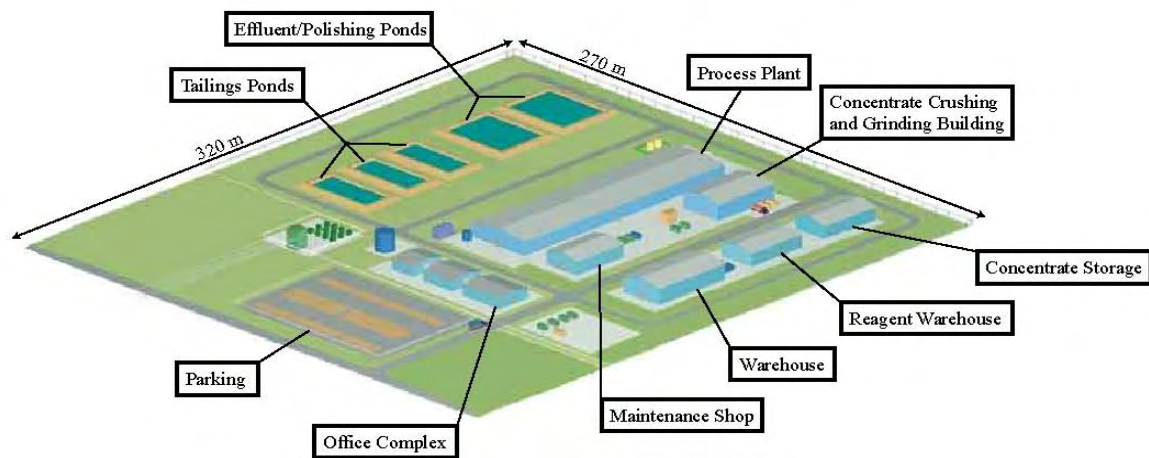 Effluent/Polishing Ponds
270 m
Process Plant
Tailings Ponds
Concentrate Crushing
and Grinding Building
320 m
Concentrate Storage
Reagent Warehouse
Warehouse
Parking
Maintenance Shop
Office Complex